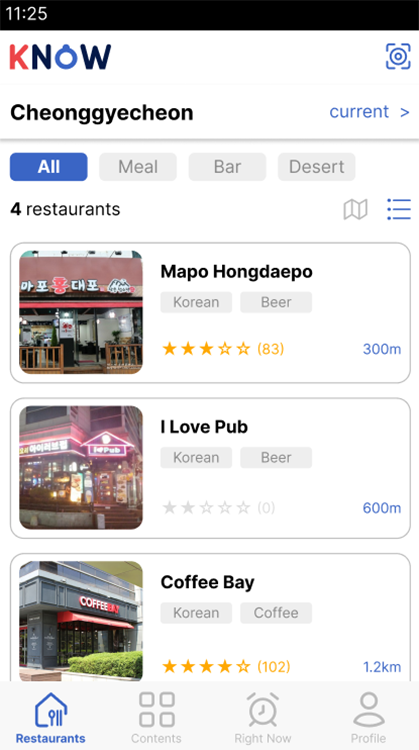 11:25
KNOW
Cheonggyecheon
current >
All
Meal
Bar
Desert
4 restaurants
마포홍대포
Mapo Hongdaepo
Korean
Beer
(83)
300m
I ♥ Pub
I Love Pub
Korean
Beer
(0)
600m
COFFEEBAY
Coffee Bay
Korean
Coffee
(102)
1.2km
Restaurants
Contents
Right Now
Profile